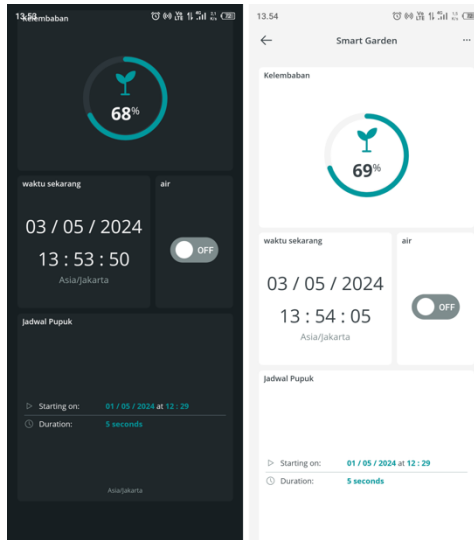 13.53
Kelembaban
68%
waktu sekarang
air
03 / 05 / 2024
13 : 53 : 50
Asia/Jakarta
OFF
Jadwal Pupuk
Starting on: 01 / 05 / 2024 at 12 : 29
Duration: 5 seconds
Asia/Jakarta
13.54
Smart Garden
Kelembaban
69%
waktu sekarang
air
03 / 05 / 2024
13 : 54 : 05
Asia/Jakarta
OFF
Jadwal Pupuk
Starting on: 01 / 05 / 2024 at 12 : 29
Duration: 5 seconds